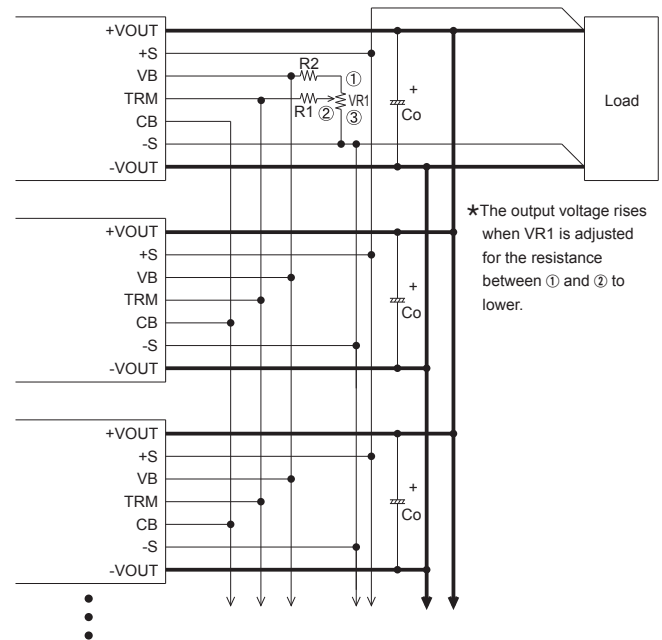 +VOUT
+S
VB
TRM
CB
-S
-VOUT
R2
①
R1 ② VR1
③
+
Co
Load
★The output voltage rises
when VR1 is adjusted
for the resistance
between ① and ② to
lower.
+VOUT
+S
VB
TRM
CB
-S
-VOUT
+
Co
+VOUT
+S
VB
TRM
CB
-S
-VOUT
+
Co